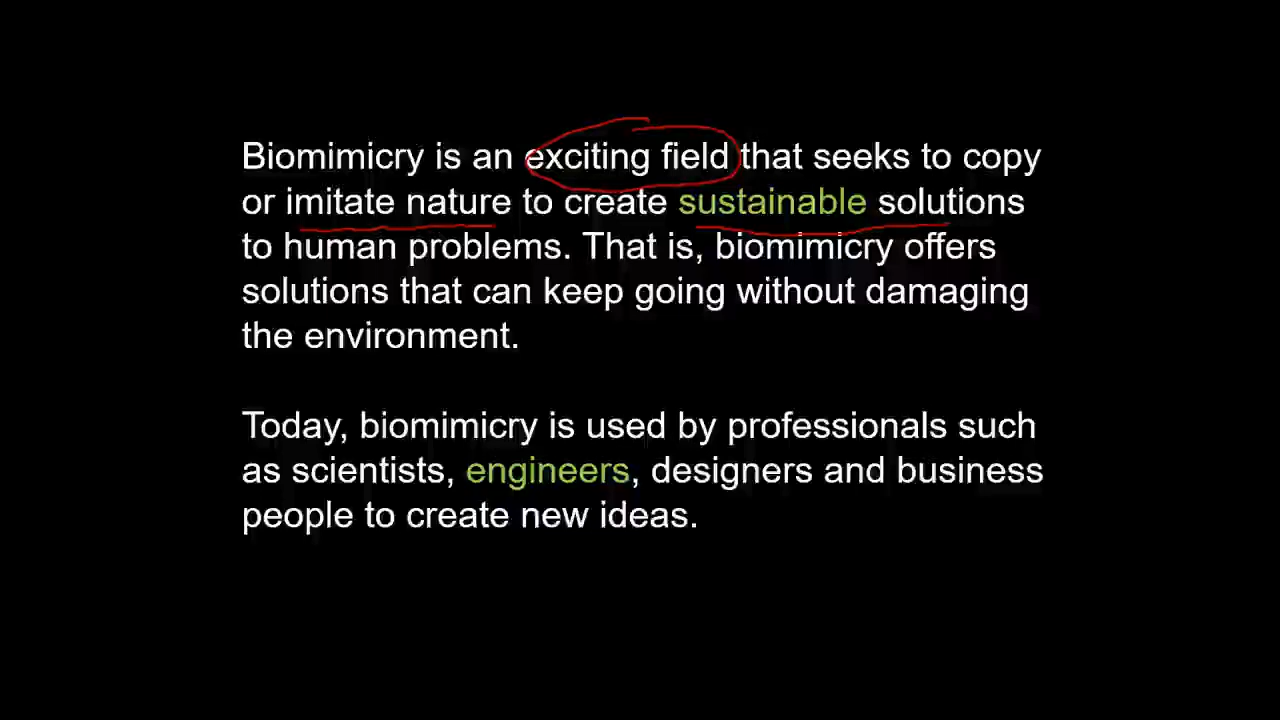 Biomimicry is an exciting field that seeks to copy
or imitate nature to create sustainable solutions
to human problems. That is, biomimicry offers
solutions that can keep going without damaging
the environment.
Today, biomimicry is used by professionals such
as scientists, engineers, designers and business
people to create new ideas.